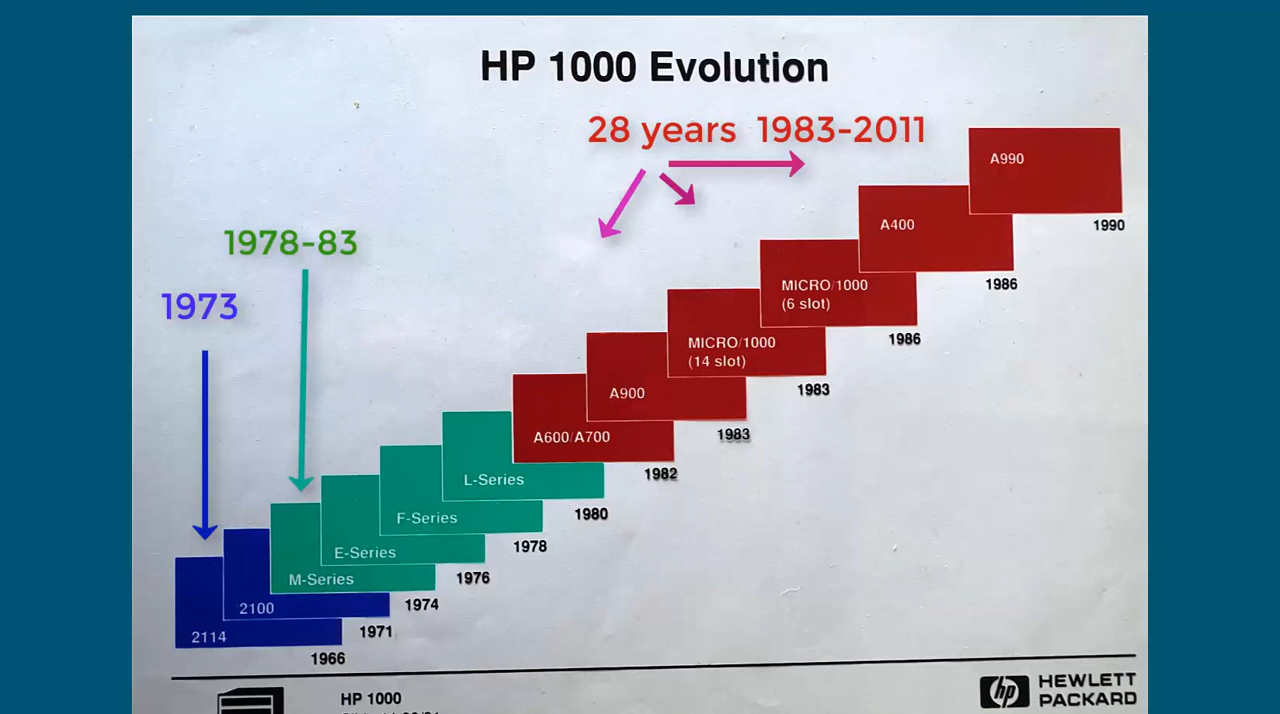 HP 1000 Evolution
28 years 1983-2011
A990
1990
A400
1986
1978-83
MICRO/1000
(6 slot)
1986
1973
MICRO/1000
(14 slot)
1983
A900
1983
A600/A700
1982
L-Series
1980
F-Series
1978
E-Series
1976
M-Series
1974
2100
1971
2114
1966
HP 1000
hp HEWLETT
PACKARD